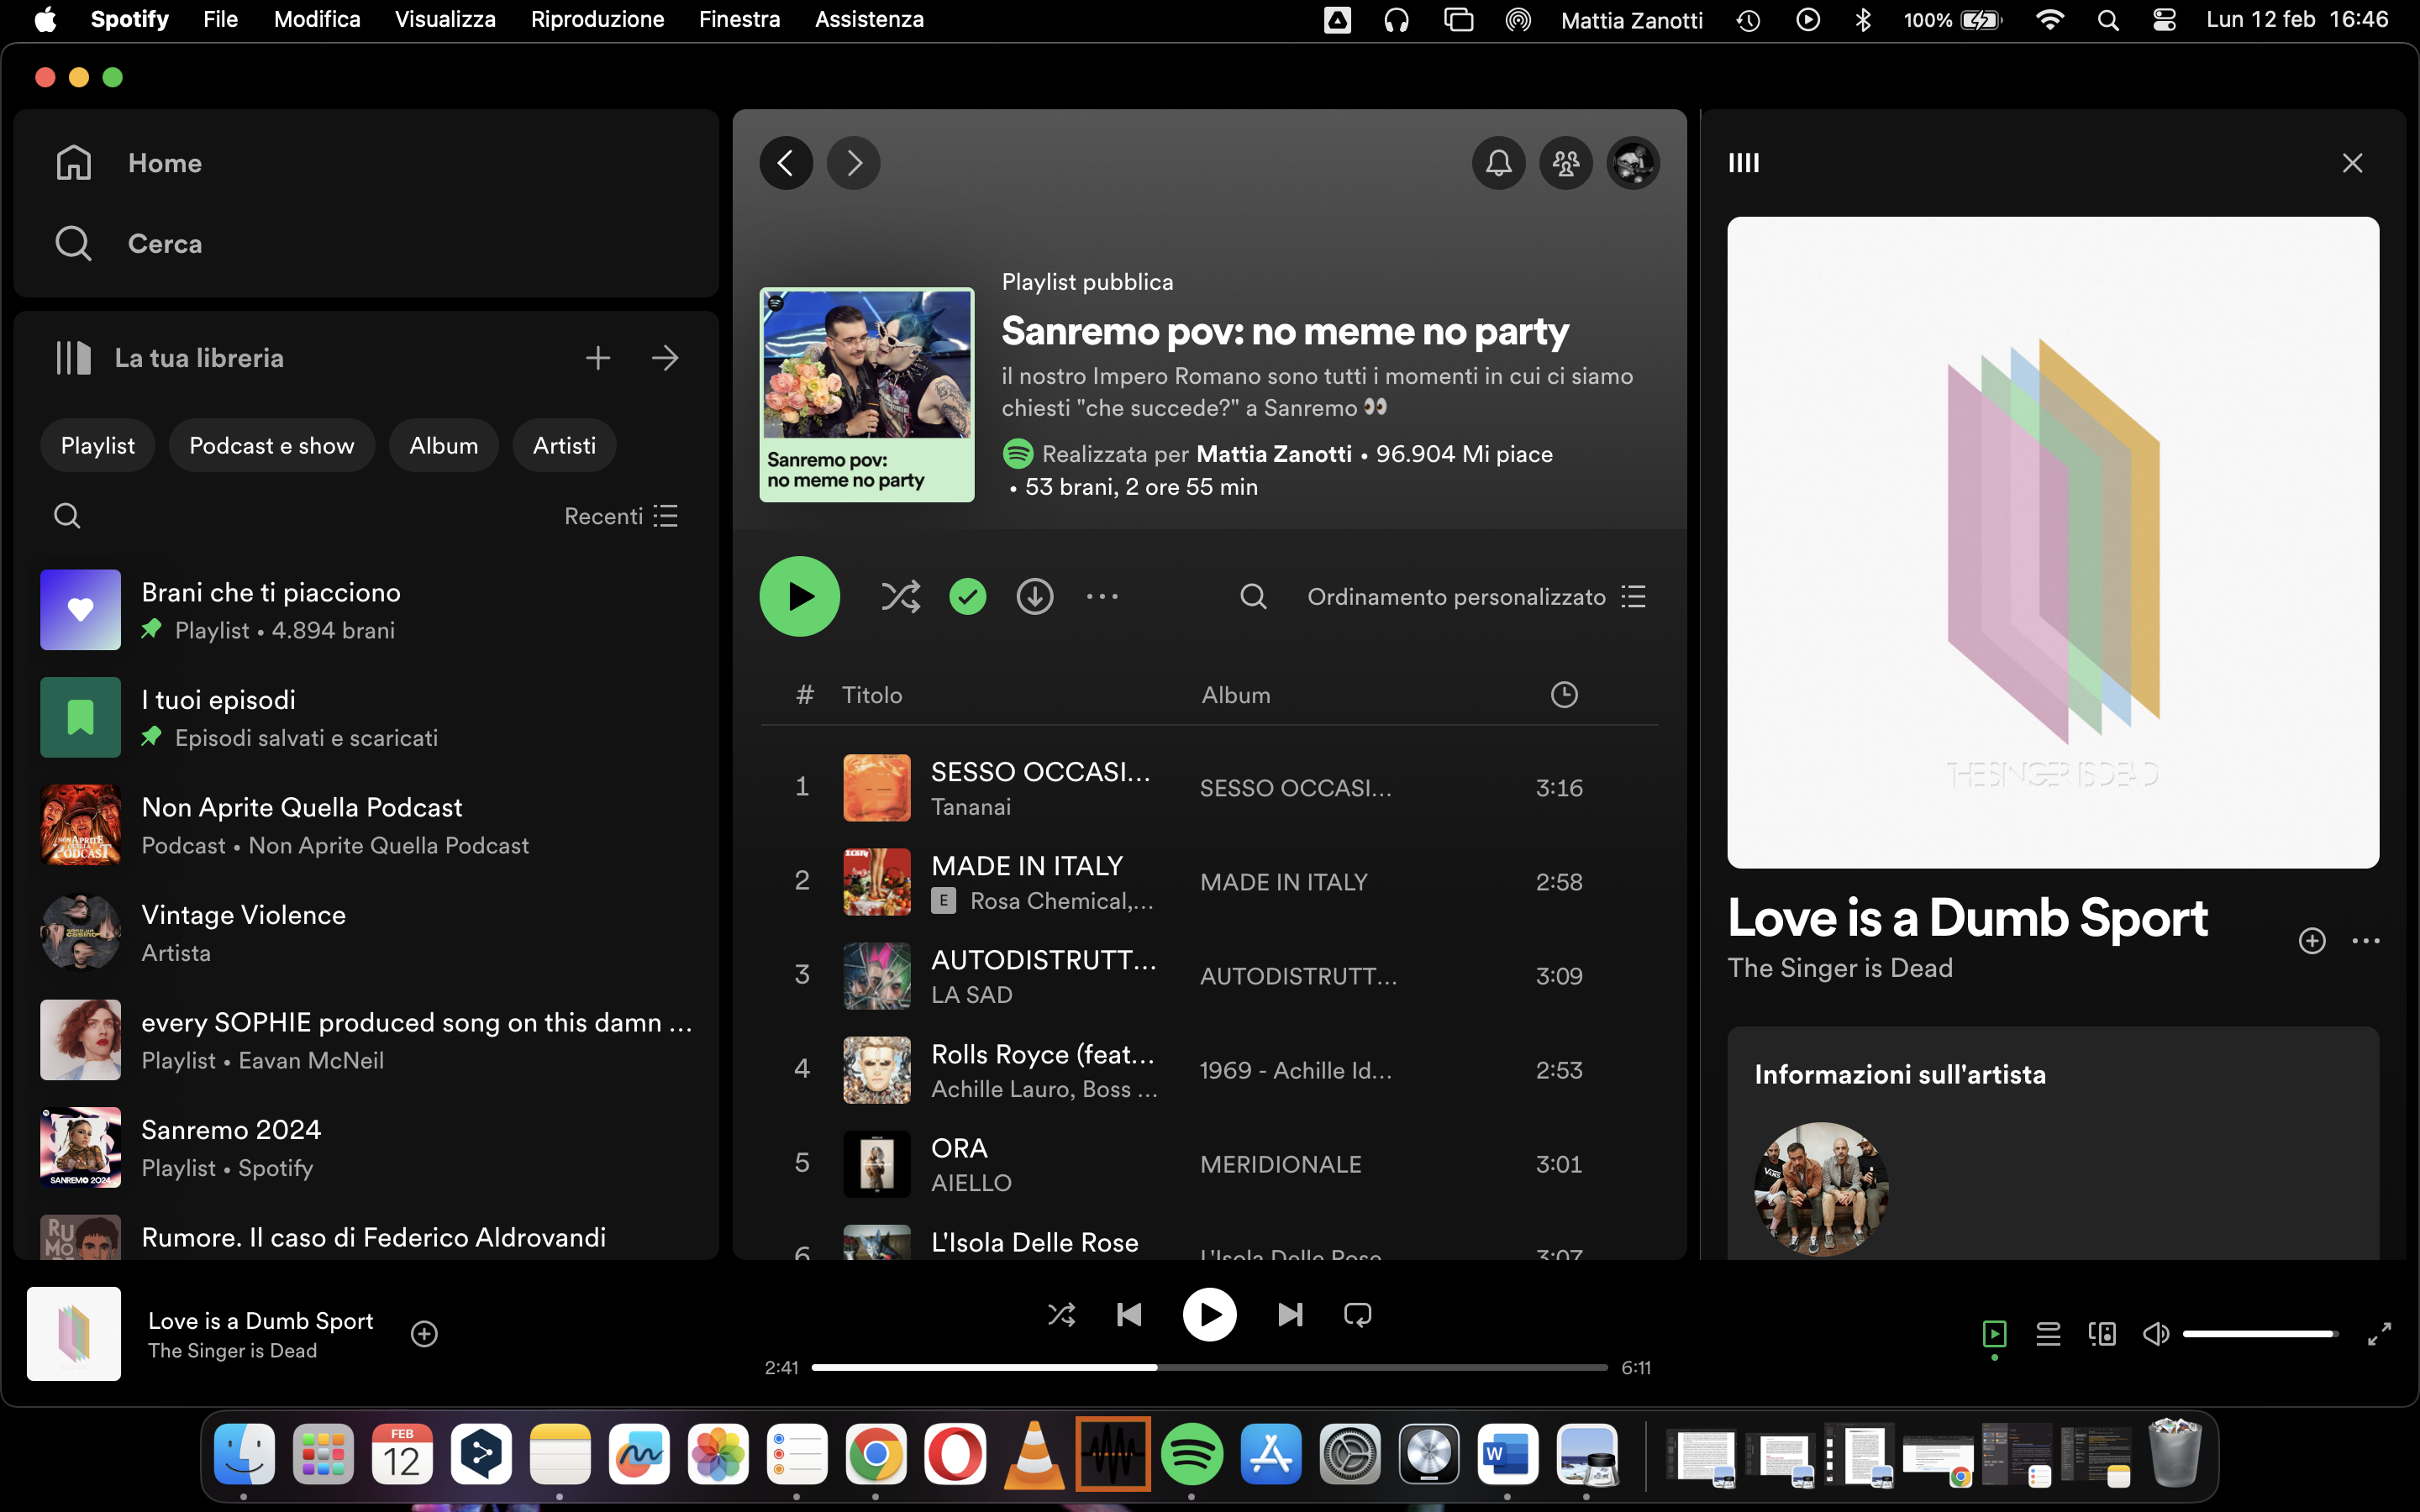 Spotify File Modifica Visualizza Riproduzione Finestra Assistenza Mattia Zanotti 100% Lun 12 feb 16:46
Home
Cerca
La tua libreria
Playlist Podcast e show Album Artisti
Recenti
Brani che ti piacciono
Playlist • 4.894 brani
I tuoi episodi
Episodi salvati e scaricati
NON APRITE QUELLA PODCAST
Non Aprite Quella Podcast
Podcast • Non Aprite Quella Podcast
Vintage Violence
Artista
every SOPHIE produced song on this damn ...
Playlist • Eavan McNeil
SANREMO 2024
Sanremo 2024
Playlist • Spotify
RU
MO
Rumore. Il caso di Federico Aldrovandi
Sanremo pov:
no meme no party
Playlist pubblica
Sanremo pov: no meme no party
il nostro Impero Romano sono tutti i momenti in cui ci siamo
chiesti "che succede?" a Sanremo 👀
Realizzata per Mattia Zanotti • 96.904 Mi piace
• 53 brani, 2 ore 55 min
Ordinamento personalizzato
# Titolo Album
1 SESSO OCCASI... SESSO OCCASI... 3:16
Tananai
2 MADE IN ITALY MADE IN ITALY 2:58
E Rosa Chemical,...
3 AUTODISTRUTT... AUTODISTRUTT... 3:09
LA SAD
4 Rolls Royce (feat... 1969 - Achille Id... 2:53
Achille Lauro, Boss ...
5 ORA MERIDIONALE 3:01
AIELLO
6 L'Isola Delle Rose L'Isola Delle Rose 3:07
THE SINGER IS DEAD
Love is a Dumb Sport
The Singer is Dead
Informazioni sull'artista
VANS
Love is a Dumb Sport
The Singer is Dead
2:41 6:11
FEB
12
W